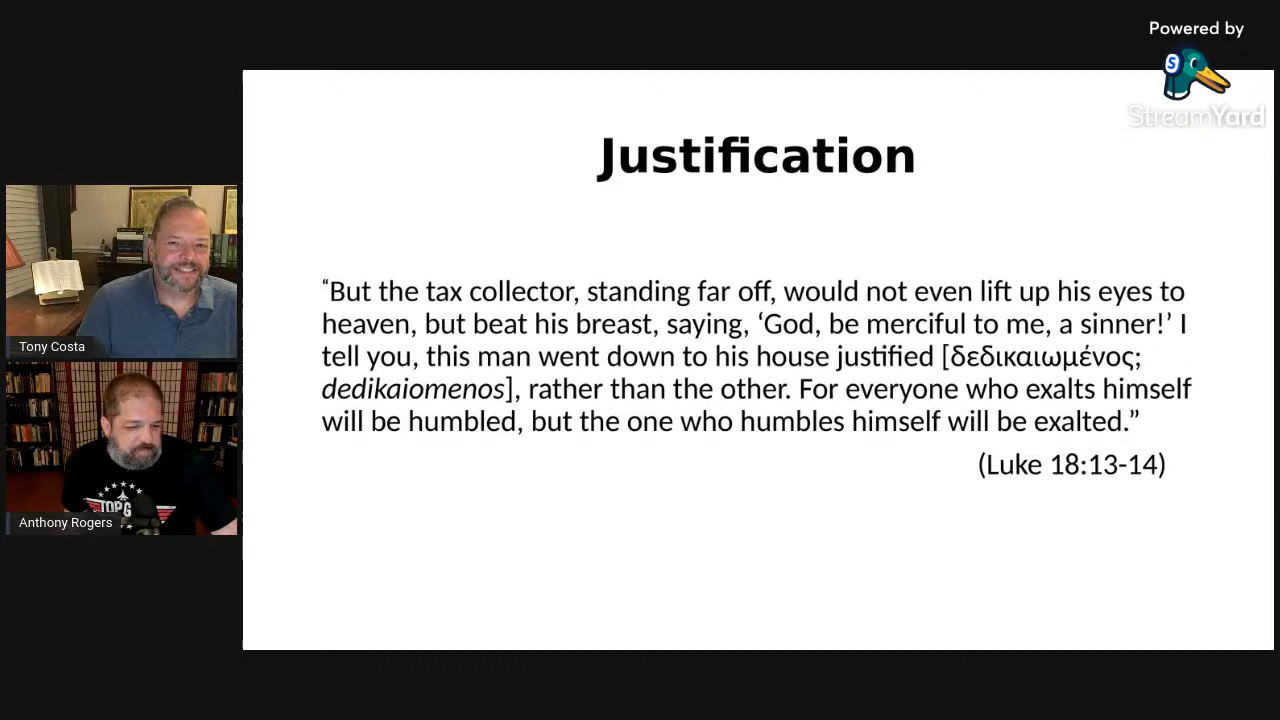 Powered by
StreamYard
Justification
“But the tax collector, standing far off, would not even lift up his eyes to
heaven, but beat his breast, saying, ‘God, be merciful to me, a sinner!’ I
tell you, this man went down to his house justified [δεδικαιωμένος;
dedikaiomenos], rather than the other. For everyone who exalts himself
will be humbled, but the one who humbles himself will be exalted.”
(Luke 18:13-14)
Tony Costa
TOP G
Anthony Rogers